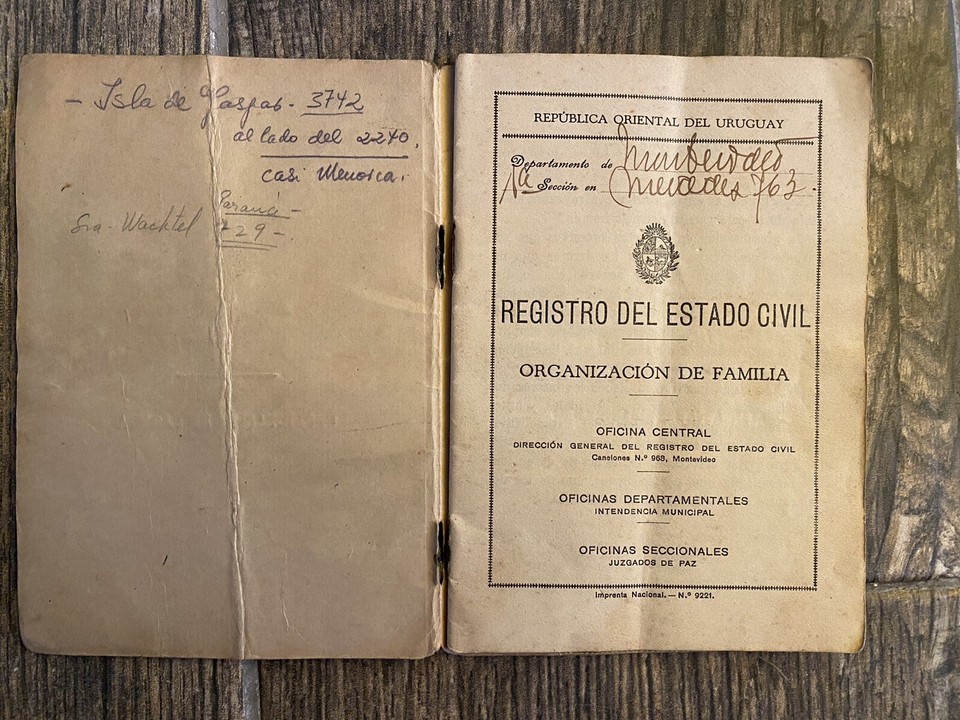 - Isla de Gaspar - 3742
al lado del 2240,
casi Menorca.
Sra. Wachtel
229 -
REPÚBLICA ORIENTAL DEL URUGUAY
Departamento de Montevideo
1a Sección en Mercedes 763.
REGISTRO DEL ESTADO CIVIL
ORGANIZACIÓN DE FAMILIA
OFICINA CENTRAL
DIRECCIÓN GENERAL DEL REGISTRO DEL ESTADO CIVIL
Canelones N.º 968, Montevideo
OFICINAS DEPARTAMENTALES
INTENDENCIA MUNICIPAL
OFICINAS SECCIONALES
JUZGADOS DE PAZ
Imprenta Nacional. — N.º 9221.